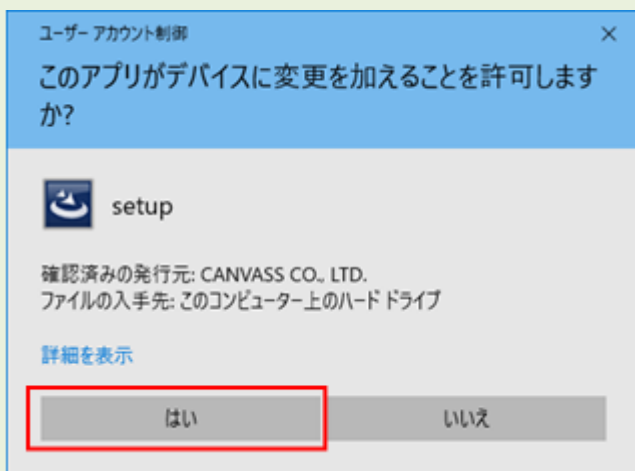 ユーザー アカウント制御
このアプリがデバイスに変更を加えることを許可します
か?
setup
確認済みの発行元: CANVASS CO., LTD.
ファイルの入手先: このコンピューター上のハード ドライブ
詳細を表示
はい
いいえ